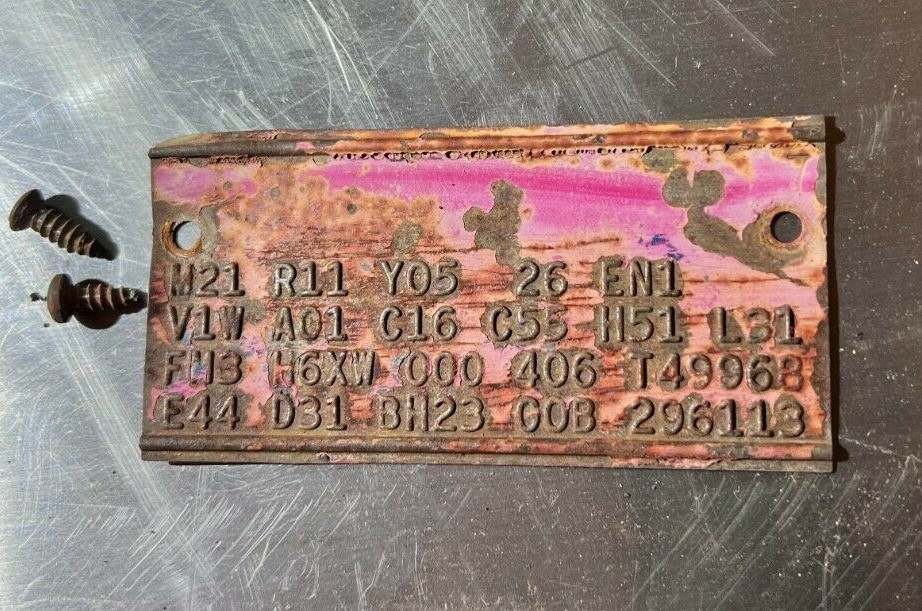 M21 R11 Y05 26 EN1
V1W A01 C16 C55 H51 L31
FM3 H6XW 000 406 T49968
E44 D31 BH23 G0B 296113